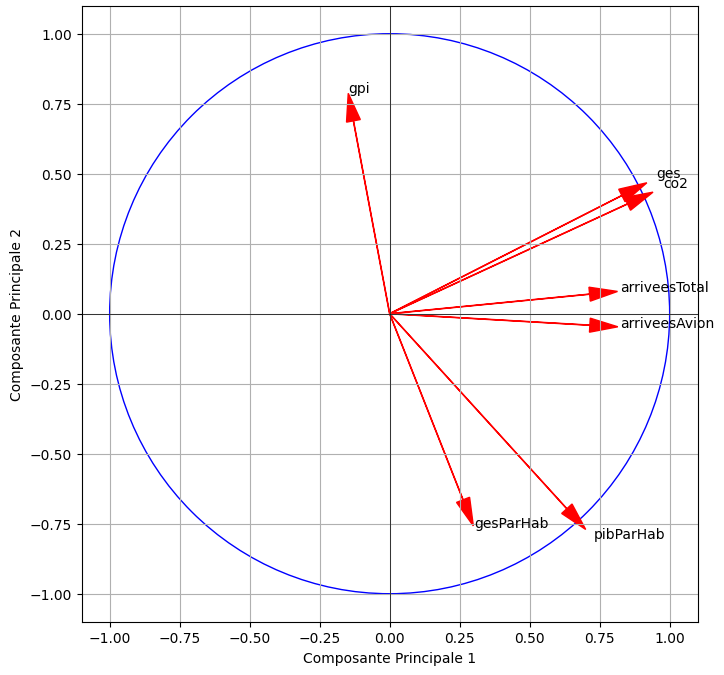 1.00
gpi
0.75
0.50
ges
co2
0.25
arriveesTotal
0.00
arriveesAvion
−0.25
−0.50
−0.75
gesParHab
pibParHab
−1.00
−1.00
−0.75
−0.50
−0.25
0.00
0.25
0.50
0.75
1.00
Composante Principale 1
Composante Principale 2